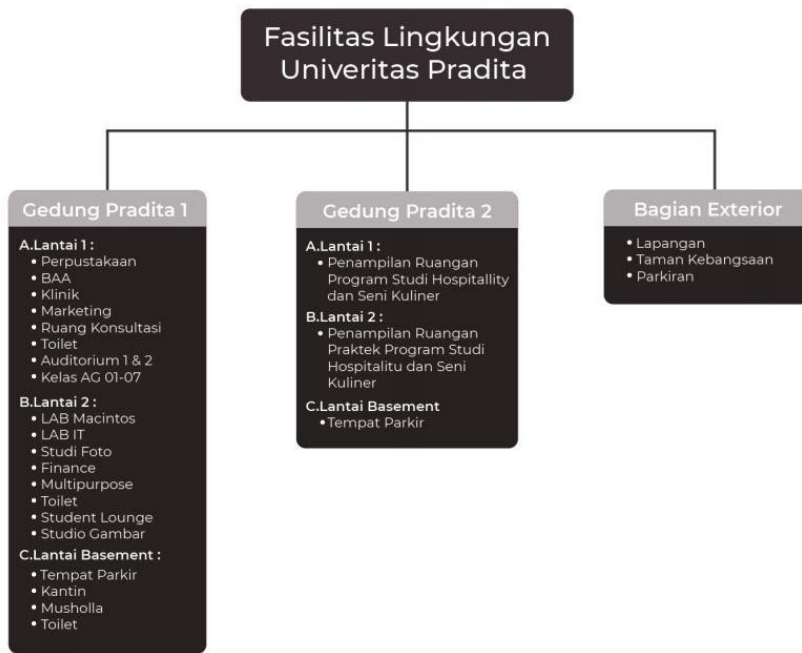 Fasilitas Lingkungan
Univeritas Pradita
Gedung Pradita 1
A.Lantai 1 :
• Perpustakaan
• BAA
• Klinik
• Marketing
• Ruang Konsultasi
• Toilet
• Auditorium 1 & 2
• Kelas AG 01-07
B.Lantai 2 :
• LAB Macintos
• LAB IT
• Studi Foto
• Finance
• Multipurpose
• Toilet
• Student Lounge
• Studio Gambar
C.Lantai Basement :
• Tempat Parkir
• Kantin
• Musholla
• Toilet
Gedung Pradita 2
A.Lantai 1 :
• Penampilan Ruangan
Program Studi Hospitallity
dan Seni Kuliner
B.Lantai 2 :
• Penampilan Ruangan
Praktek Program Studi
Hospitalitu dan Seni
Kuliner
C.Lantai Basement
• Tempat Parkir
Bagian Exterior
• Lapangan
• Taman Kebangsaan
• Parkiran